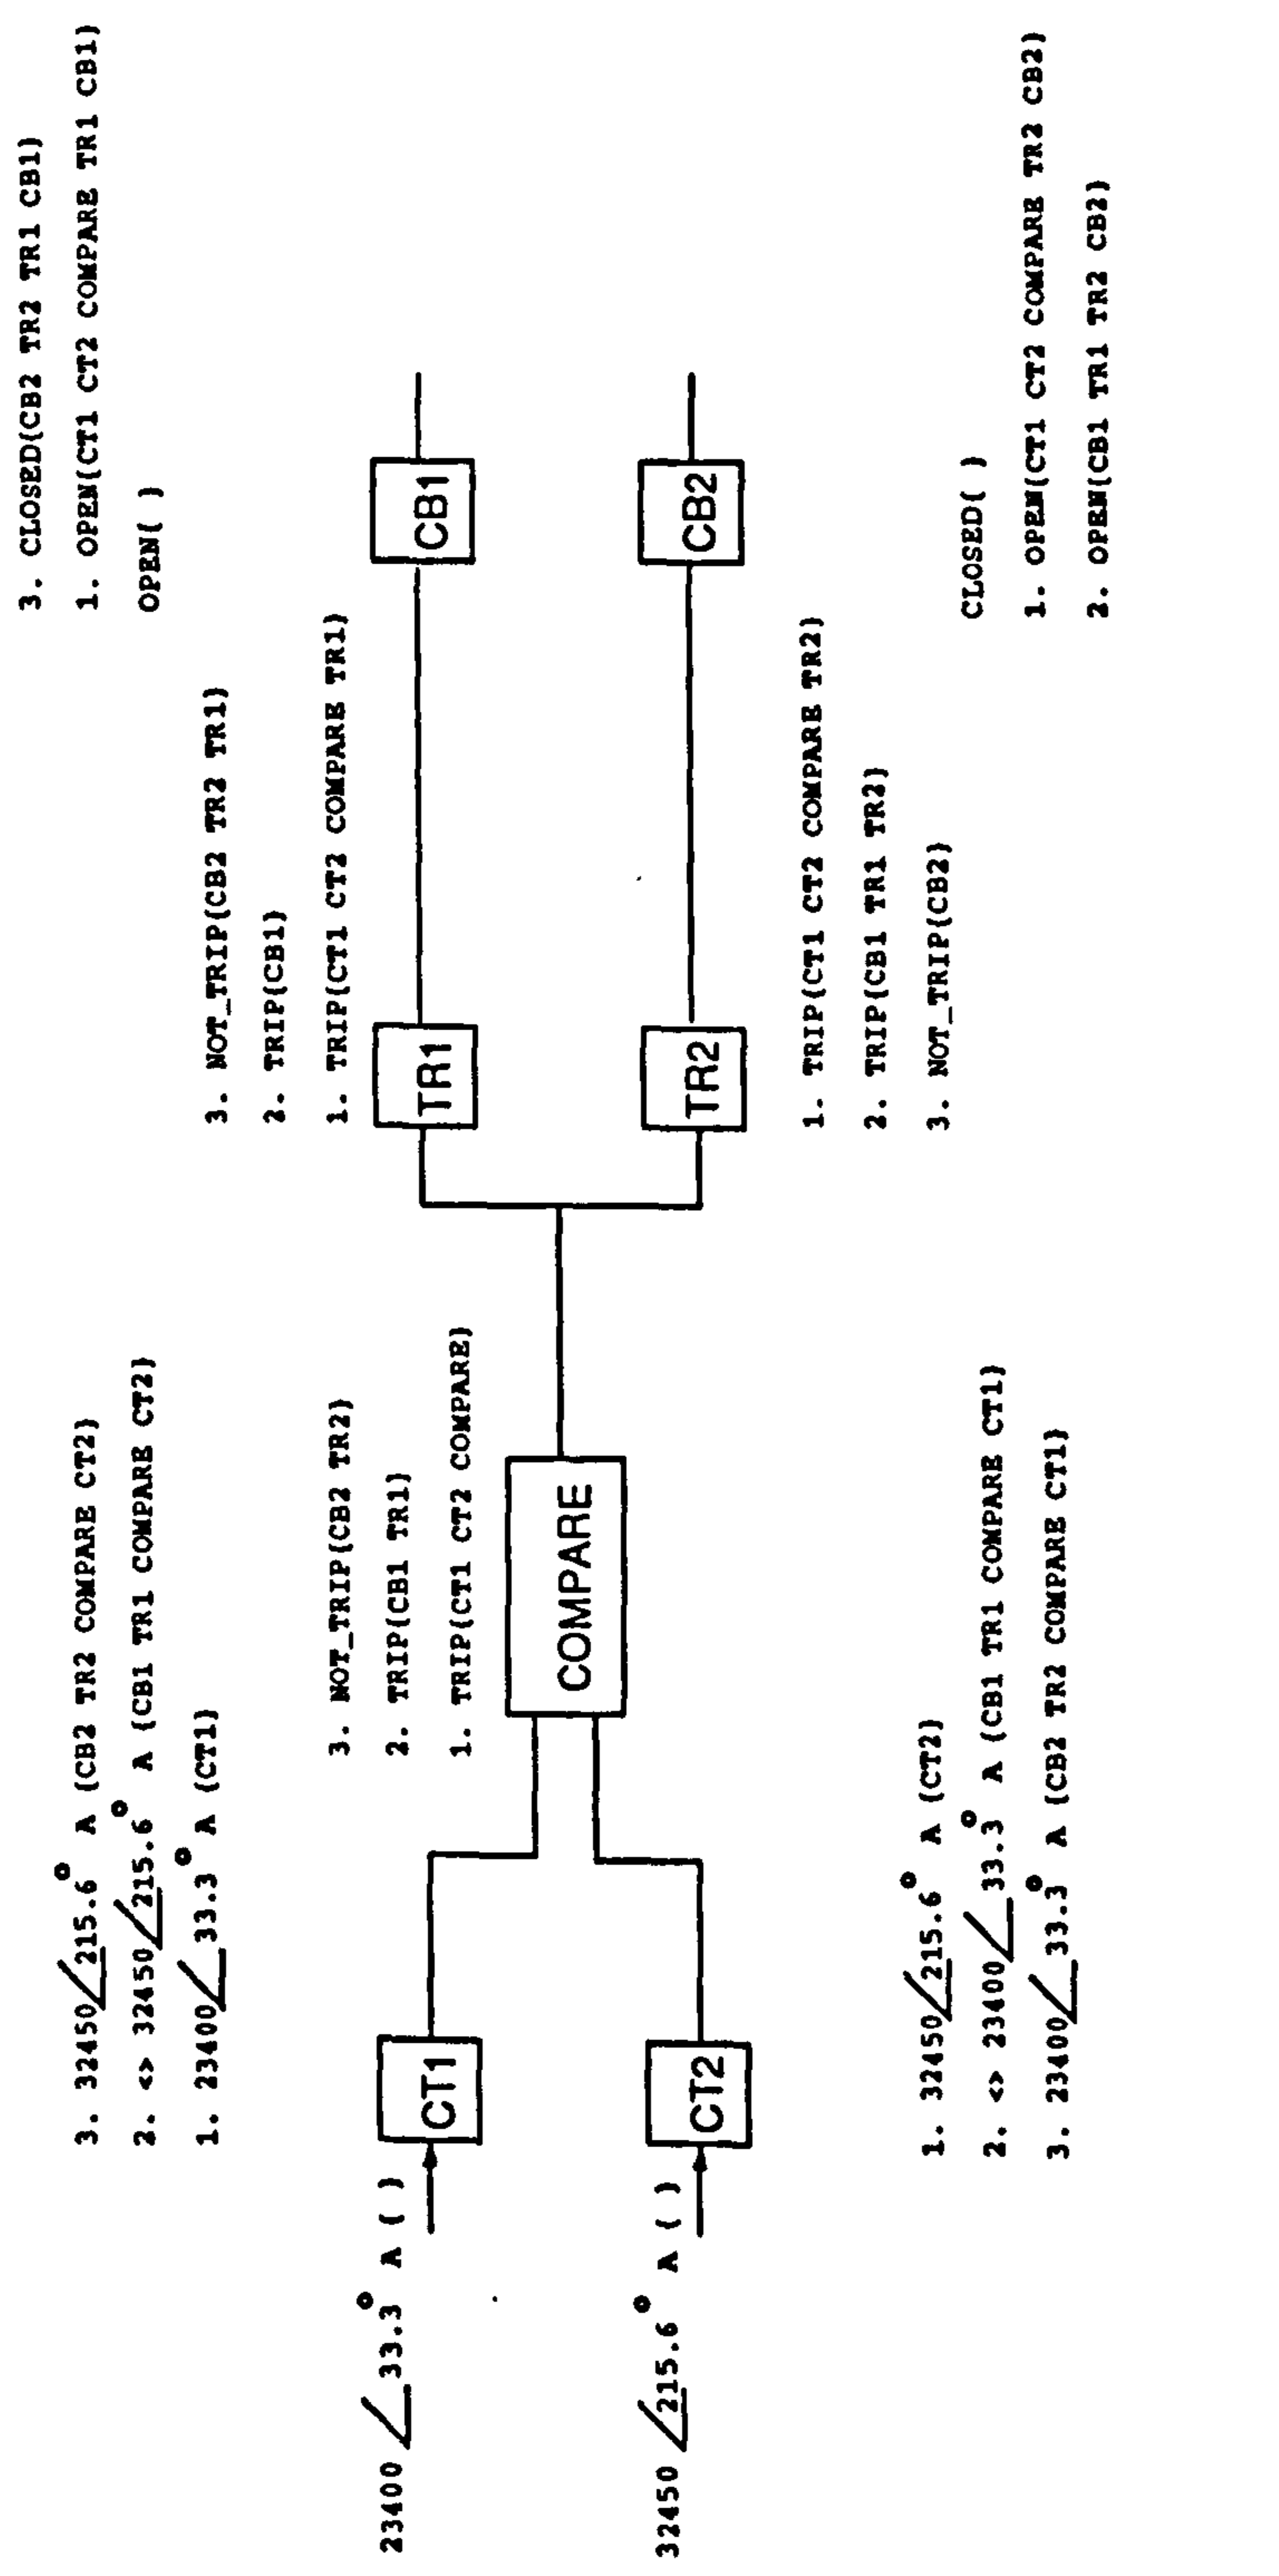 3. CLOSED{CB2 TR2 TR1 CB1}
1. OPEN{CT1 CT2 COMPARE TR1 CB1}
OPEN{ }
3. NOT_TRIP{CB2 TR2 TR1}
2. TRIP{CB1}
1. TRIP{CT1 CT2 COMPARE TR1}
3. 32450∠215.6° A {CB2 TR2 COMPARE CT2}
2. <> 32450∠215.6° A {CB1 TR1 COMPARE CT2}
1. 23400∠33.3° A {CT1}
3. NOT_TRIP{CB2 TR2}
2. TRIP{CB1 TR1}
1. TRIP{CT1 CT2 COMPARE}
23400 ∠33.3° A { }
CT1
COMPARE
TR1
CB1
32450 ∠215.6° A { }
CT2
TR2
CB2
1. TRIP{CT1 CT2 COMPARE TR2}
2. TRIP{CB1 TR1 TR2}
3. NOT_TRIP{CB2}
1. 32450∠215.6° A {CT2}
2. <> 23400∠33.3° A {CB1 TR1 COMPARE CT1}
3. 23400∠33.3° A {CB2 TR2 COMPARE CT1}
CLOSED{ }
1. OPEN{CT1 CT2 COMPARE TR2 CB2}
2. OPEN{CB1 TR1 TR2 CB2}